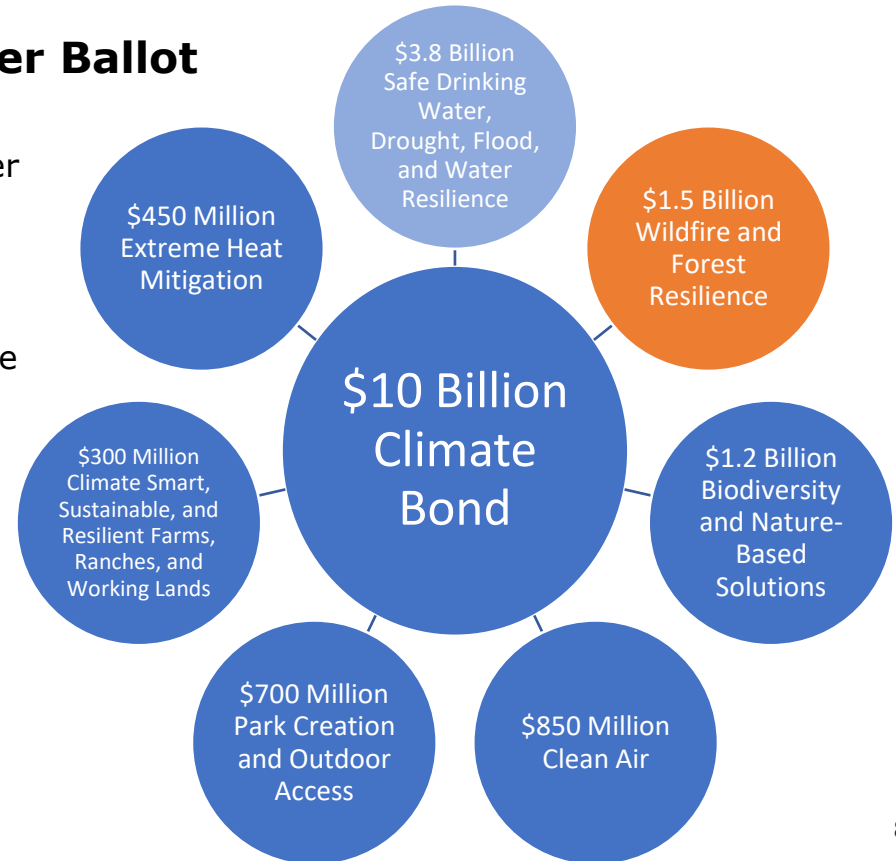 er Ballot
er
e
$3.8 Billion
Safe Drinking
Water,
Drought, Flood,
and Water
Resilience
$1.5 Billion
Wildfire and
Forest
Resilience
$1.2 Billion
Biodiversity
and Nature-
Based
Solutions
$850 Million
Clean Air
$700 Million
Park Creation
and Outdoor
Access
$300 Million
Climate Smart,
Sustainable, and
Resilient Farms,
Ranches, and
Working Lands
$450 Million
Extreme Heat
Mitigation
$10 Billion
Climate
Bond